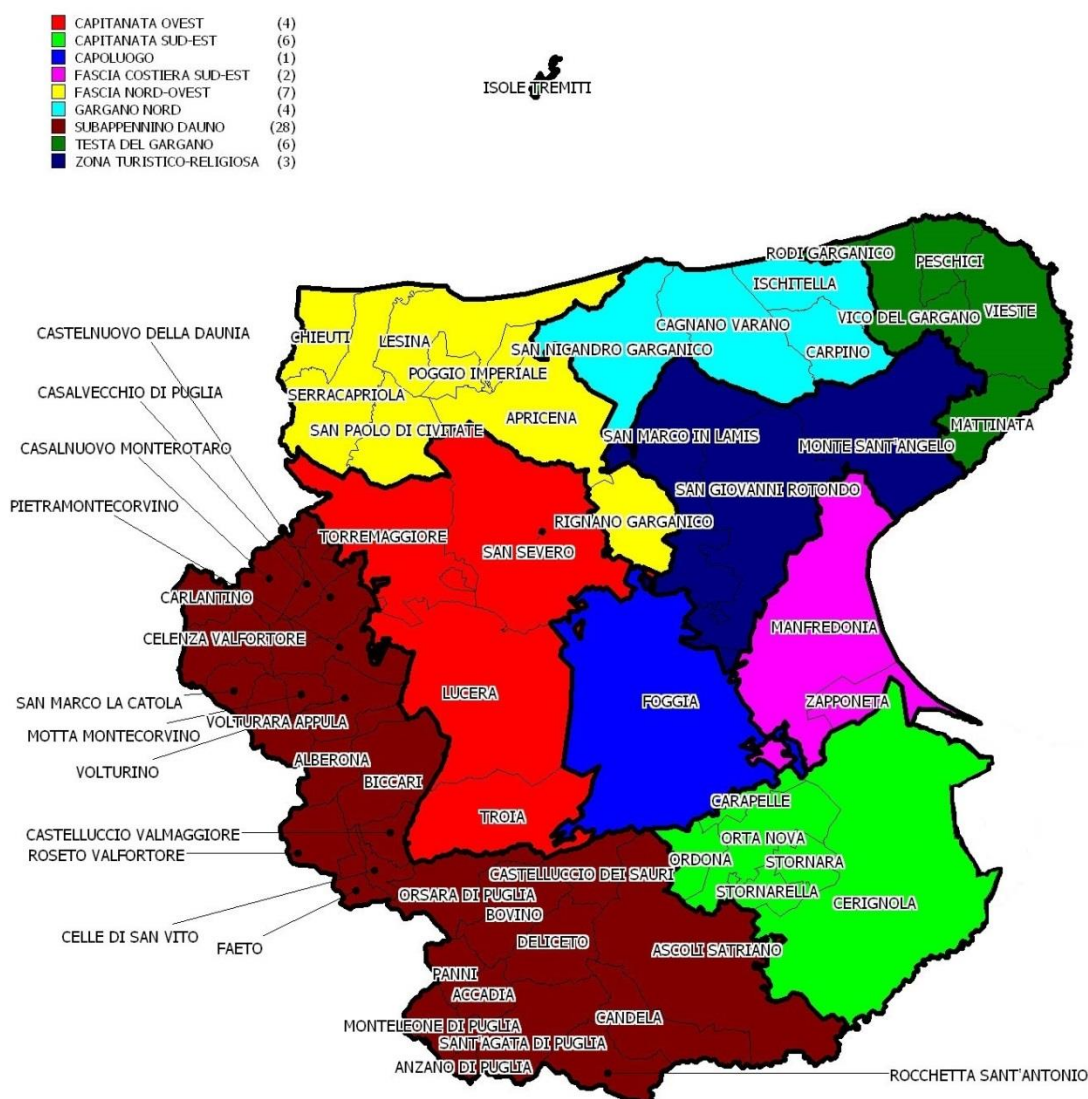 CAPITANATA OVEST (4)
CAPITANATA SUD-EST (6)
CAPOLUOGO (1)
FASCIA COSTIERA SUD-EST (2)
FASCIA NORD-OVEST (7)
GARGANO NORD (4)
SUBAPPENNINO DAUNO (28)
TESTA DEL GARGANO (6)
ZONA TURISTICO-RELIGIOSA (3)
ISOLE TREMITI
RODI GARGANICO
PESCHICI
ISCHITELLA
VIESTE
VICO DEL GARGANO
CAGNANO VARANO
CASTELNUOVO DELLA DAUNIA
CHIEUTI
LESINA
SAN NICANDRO GARGANICO
CARPINO
POGGIO IMPERIALE
CASALVECCHIO DI PUGLIA
SERRACAPRIOLA
APRICENA
MATTINATA
SAN PAOLO DI CIVITATE
SAN MARCO IN LAMIS
MONTE SANT'ANGELO
CASALNUOVO MONTEROTARO
SAN GIOVANNI ROTONDO
PIETRAMONTECORVINO
RIGNANO GARGANICO
TORREMAGGIORE
SAN SEVERO
CARLANTINO
MANFREDONIA
CELENZA VALFORTORE
LUCERA
FOGGIA
ZAPPONETA
SAN MARCO LA CATOLA
VOLTURARA APPULA
MOTTA MONTECORVINO
ALBERONA
VOLTURINO
BICCARI
CARAPELLE
TROIA
CASTELLUCCIO VALMAGGIORE
ORTA NOVA
ROSETO VALFORTORE
ORDONA
STORNARA
CASTELLUCCIO DEI SAURI
STORNARELLA
ORSARA DI PUGLIA
CERIGNOLA
BOVINO
CELLE DI SAN VITO
DELICETO
FAETO
ASCOLI SATRIANO
PANNI
ACCADIA
CANDELA
MONTELEONE DI PUGLIA
SANT'AGATA DI PUGLIA
ANZANO DI PUGLIA
ROCCHETTA SANT'ANTONIO